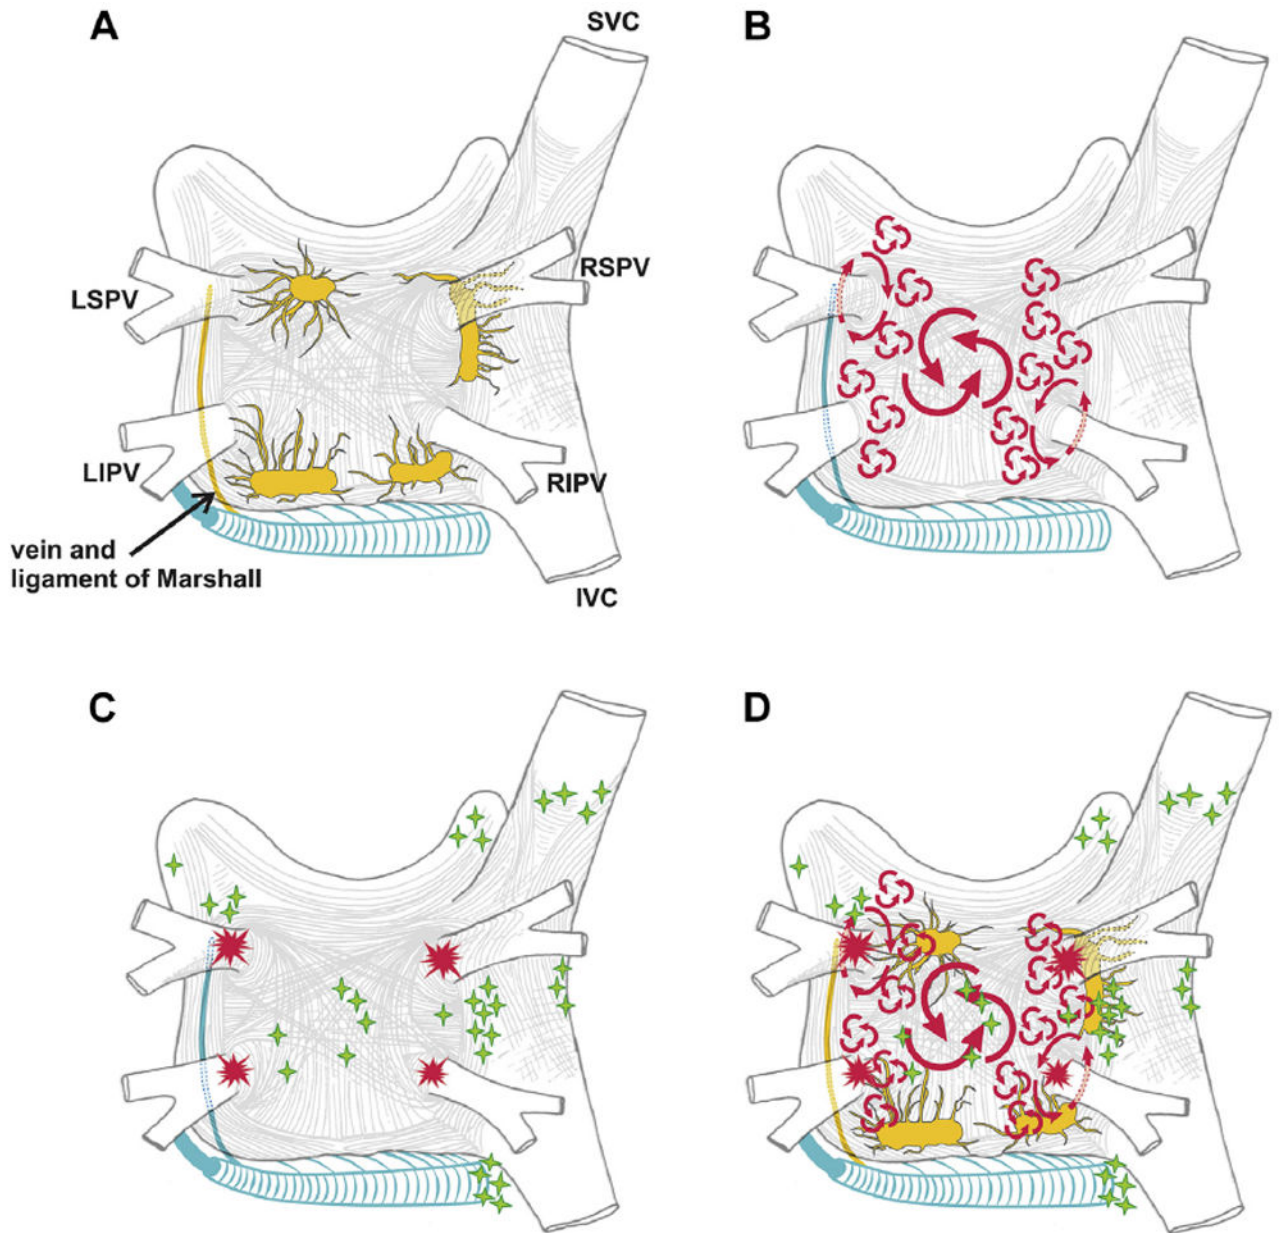 A
SVC
B
LSPV
RSPV
LIPV
RIPV
vein and
ligament of Marshall
IVC
C
D